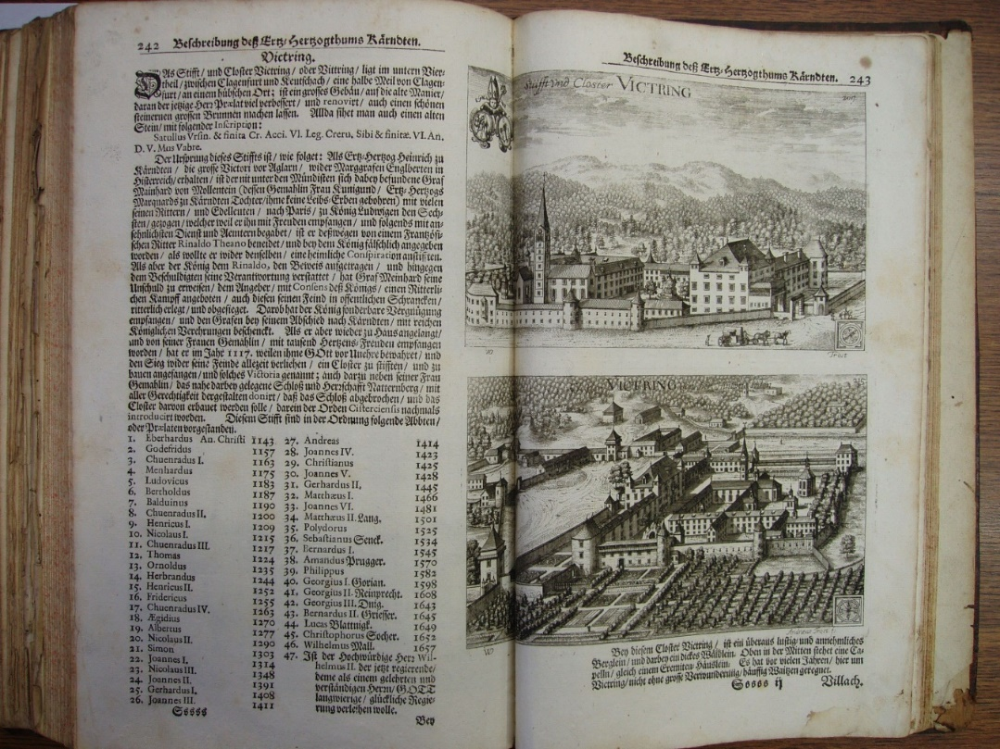 242 Beschreibung deß Ertz-Hertzogthums Kärndten.
Victring.
DAs Stifft / und Closter Victring / oder Vittring / ligt im untern Vier-
theil / zwischen Clagenfurt und Keutschach / eine halbe Meil von Clagen-
furt / an einem hübschen Ort; ist ein grosses Gebäu / auf die alte Manier /
daran der jetzige Herr Prælat viel verbessert / und renovirt / auch einen schönen
steinernen grossen Brunnen machen lassen. Allda sihet man auch einen alten
Stein / mit folgender Inscription:
Satullus Vrsin. & finita Cr. Acci. Vl. Leg. Creru, Sibi & finitæ. VI. An.
D. V. Mus Vabre.
Der Ursprung dieses Stiffts ist / wie folget: Als Ertz-Hertzog Heinrich zu
Kärndten / die grosse Victori vor Aglarn / wider Marggrafen Englberten in
Histerreich / erhalten / ist der mit unter den Mündisten sich dabey befundene Graf
Mainhard von Mollentein (dessen Gemahlin Frau Kunigund / Ertz-Hertzogs
Marquards zu Kärndten Tochter / ihme keine Leibs-Erben gebohren) mit vielen
seinen Rittern / und Edelleuten / nach Paris / zu König Ludwigen den Sech-
sten / gezogen / welcher weil er ihn mit Freuden empfangen / und folgends mit an-
sehnlichsten Dienst und Aemtern begabet / ist er deßwegen von einem Frantzösi-
schen Ritter Rinaldo Theano beneidet / und bey dem König fälschlich angegeben
worden / als wollte er wider denselben / eine heimliche Conspiration anstifften.
Als aber der König dem Rinaldo, den Beweis aufgetragen / und hingegen
dem Beschuldigten seine Verantwortung verstattet / hat Graf Meinhard seine
Unschuld zu erweisen / dem Angeber / mit Consens deß Königs / einen Ritterli-
chen Kampff angeboten / auch diesen seinen Feind in offentlichen Schrancken /
ritterlich erlegt / und obgesieget. Darob hat der König sonderbare Vergnügung
empfangen / und den Grafen bey seinem Abschied nach Kärndten / mit reichen
Königlichen Verehrungen beschenckt. Als er aber wieder zu Haus angelangt /
und von seiner Frauen Gemählin / mit tausend Hertzens-Freuden empfangen
worden / hat er im Jahr 1117. weilen ihme GOtt vor Unehre bewahret / und
den Sieg wider seine Feinde allezeit verliehen / ein Closter zu stifften / und zu
bauen angefangen / und solches Victoria genannt; auch darzu neben seiner Frau
Gemahlin / das nahe darbey gelegene Schloß und Herrschafft Natternberg / mit
aller Gerechtigkeit dergestalten donirt / daß das Schloß abgebrochen / und das
Closter darvon erbauet werden solle / darein der Orden Cisterciensis nachmals
introducirt worden. Diesem Stifft sind in der Ordnung folgende Abbten /
oder Prælaten vorgestanden.
1. Eberhardus An. Christi 1143
2. Godefridus 1157
3. Chuenradus I. 1163
4. Menhardus 1175
5. Ludovicus 1183
6. Bertholdus 1187
7. Balduinus 1190
8. Chuenradus II. 1200
9. Henricus I. 1209
10. Nicolaus I. 1215
11. Chuenradus III. 1217
12. Thomas 1224
13. Ornoldus 1235
14. Herbrandus 1244
15. Henricus II. 1252
16. Fridericus 1255
17. Chuenradus IV. 1263
18. Ægidius 1270
19. Albertus 1277
20. Nicolaus II. 1290
21. Simon 1303
22. Joannes I. 1314
23. Nicolaus III. 1348
24. Joannes II. 1391
25. Gerhardus I. 1408
26. Joannes III. 1411
Sssss
27. Andreas 1414
28. Joannes IV. 1423
29. Christianus 1425
30. Joannes V. 1428
31. Gerhardus II. 1445
32. Matthæus I. 1466
33. Joannes VI. 1481
34. Matthæus II. Lang. 1501
35. Polydorus 1525
36. Sebastianus Senck. 1534
37. Bernardus I. 1545
38. Amandus Prugger. 1570
39. Philippus 1582
40. Georgius I. Gorian. 1598
41. Georgius II. Reinprecht. 1608
42. Georgius III. Dnig. 1643
43. Bernardus II. Griesser. 1645
44. Lucas Blattnigk. 1649
45. Christophorus Socher. 1652
46. Wilhelmus Mall. 1657
47. Ist der Hochwürdige Herr Wil-
helmus II. der jetzt regierende /
deme als einem gelehrten und
verständigen Herrn / GOTT
langwierige / glückliche Regie-
rung verleihen wolle.
Bey
Beschreibung deß Ertz-Hertzogthums Kärndten. 243
Stifft und Closter VICTRING
VICTRING
Bey diesem Closter Victring / ist ein überaus lustig- und annehmliches
Berglein / und darbey ein dickes Wäldlein. Oben in der Mitten stehet eine Ca-
pelln / gleich einem Eremiten-Häuslein. Es hat vor vielen Jahren / hier um
Victring / nicht ohne grosse Verwunderung / häuffig Waitzen geregnet.
Sssss ij Villach.